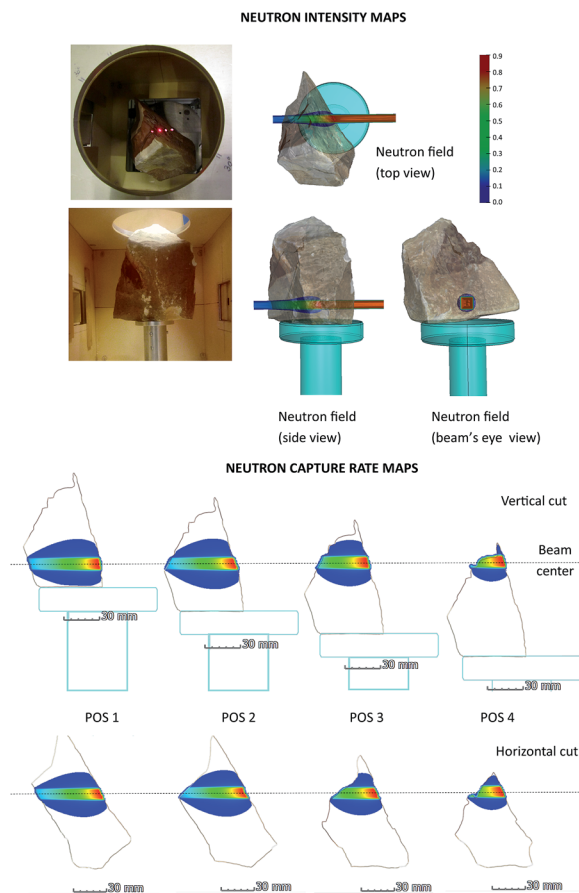 NEUTRON INTENSITY MAPS
0.9
0.8
0.7
0.6
0.5
0.4
0.3
0.2
0.1
0.0
Neutron field
(top view)
Neutron field
(side view)
Neutron field
(beam's eye view)
NEUTRON CAPTURE RATE MAPS
Vertical cut
Beam
center
30 mm
30 mm
30 mm
30 mm
POS 1
POS 2
POS 3
POS 4
Horizontal cut
30 mm
30 mm
30 mm
30 mm